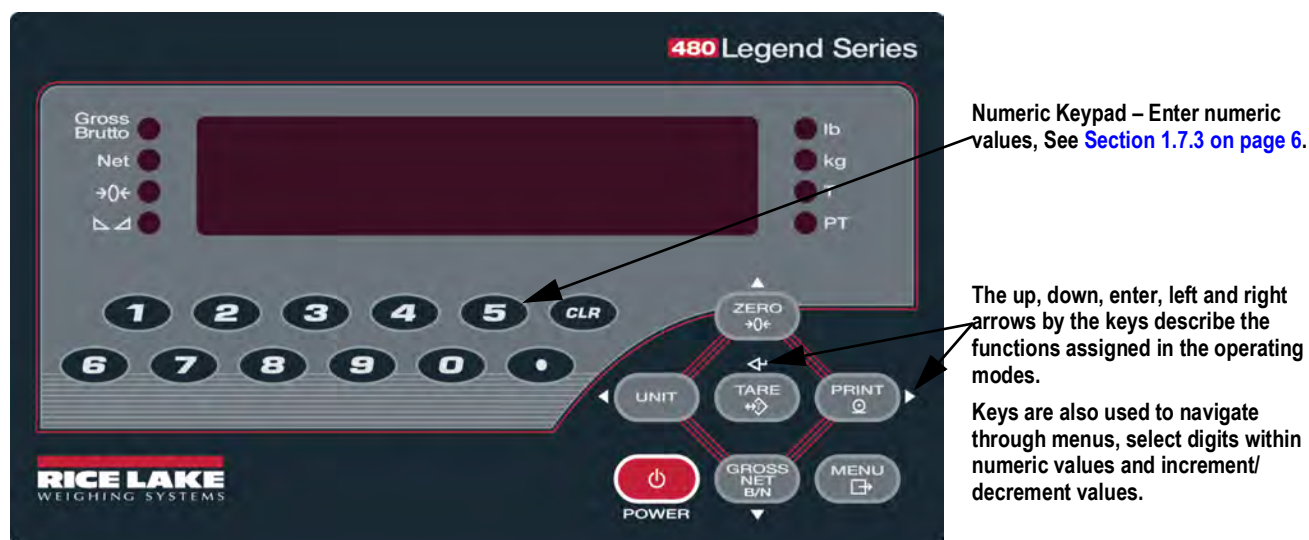 480 Legend Series
Gross
Brutto
Net
→0←
lb
kg
T
PT
1 2 3 4 5 CLR
6 7 8 9 0 •
ZERO
→0←
UNIT
TARE
PRINT
GROSS
NET
B/N
MENU
POWER
RICE LAKE
WEIGHING SYSTEMS
Numeric Keypad – Enter numeric
values, See Section 1.7.3 on page 6.
The up, down, enter, left and right
arrows by the keys describe the
functions assigned in the operating
modes.
Keys are also used to navigate
through menus, select digits within
numeric values and increment/
decrement values.